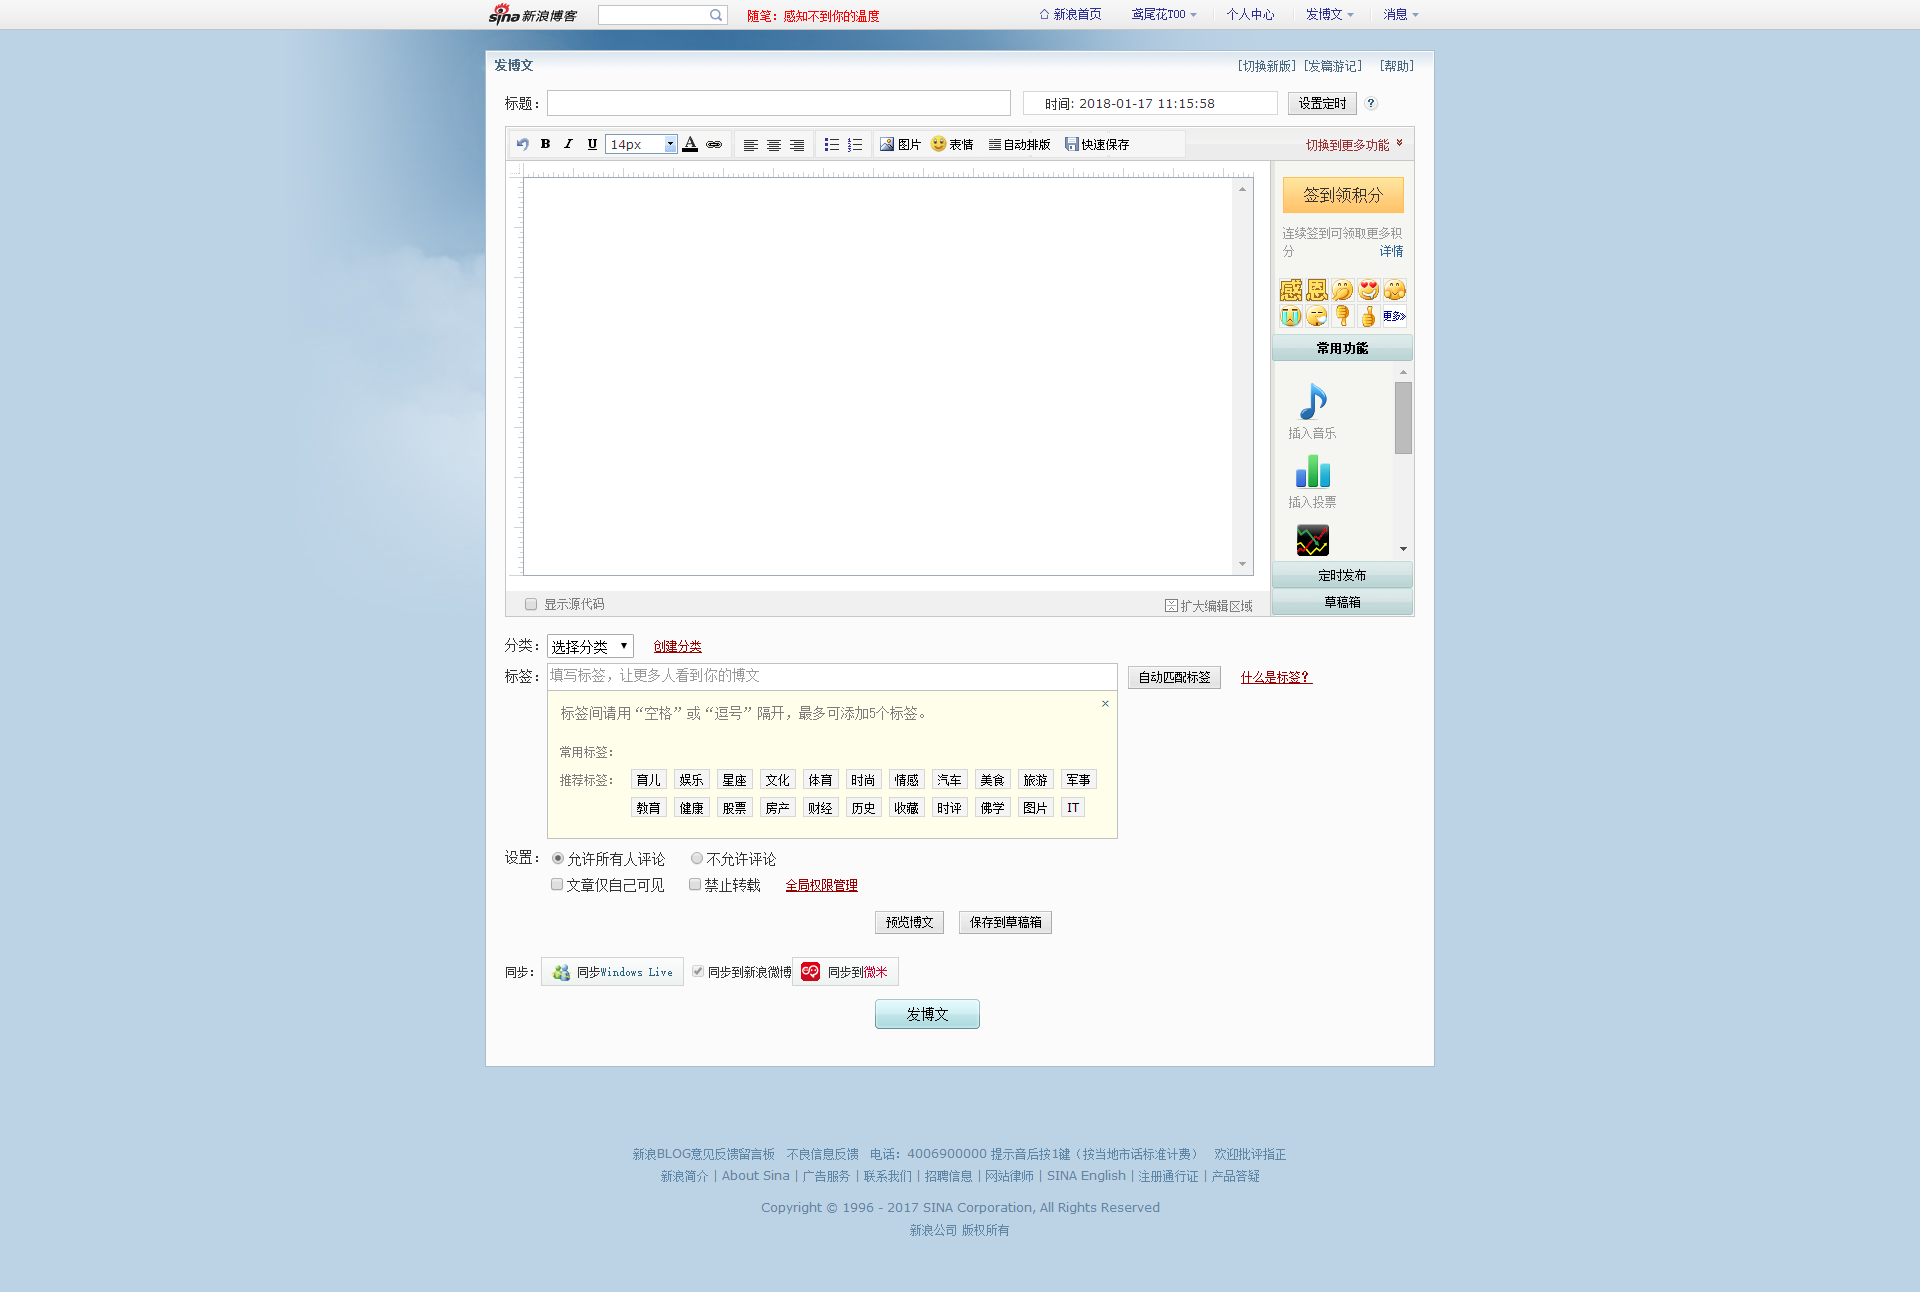 sina 新浪博客 随笔：感知不到你的温度 新浪首页 鸢尾花TOO 个人中心 发博文 消息
发博文 [切换新版] [发篇游记] [帮助]
标题： 时间: 2018-01-17 11:15:58 设置定时 ?
B I U 14px A 图片 表情 自动排版 快速保存 切换到更多功能
签到领积分
连续签到可领取更多积
分 详情
感 恩
更多»
常用功能
插入音乐
插入投票
定时发布
草稿箱
显示源代码 扩大编辑区域
分类： 选择分类 创建分类
标签： 填写标签，让更多人看到你的博文 自动匹配标签 什么是标签？
标签间请用“空格”或“逗号”隔开，最多可添加5个标签。 ×
常用标签：
推荐标签： 育儿 娱乐 星座 文化 体育 时尚 情感 汽车 美食 旅游 军事
教育 健康 股票 房产 财经 历史 收藏 时评 佛学 图片 IT
设置： 允许所有人评论 不允许评论
文章仅自己可见 禁止转载 全局权限管理
预览博文 保存到草稿箱
同步： 同步Windows Live 同步到新浪微博 同步到微米
发博文
新浪BLOG意见反馈留言板 不良信息反馈 电话：4006900000 提示音后按1键（按当地市话标准计费） 欢迎批评指正
新浪简介 | About Sina | 广告服务 | 联系我们 | 招聘信息 | 网站律师 | SINA English | 注册通行证 | 产品答疑
Copyright © 1996 - 2017 SINA Corporation, All Rights Reserved
新浪公司 版权所有